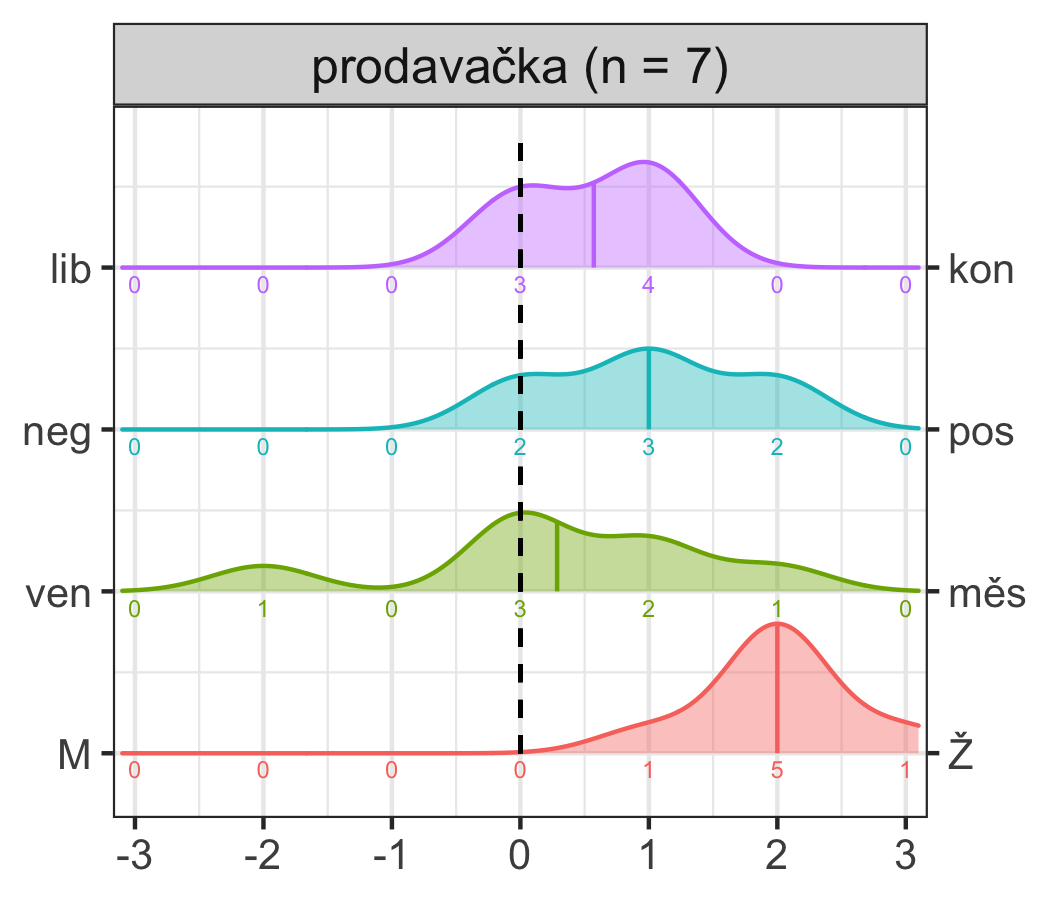 prodavačka (n = 7)
lib kon
0 0 0 3 4 0 0
neg pos
0 0 0 2 3 2 0
ven měs
0 1 0 3 2 1 0
M Ž
0 0 0 0 1 5 1
-3 -2 -1 0 1 2 3